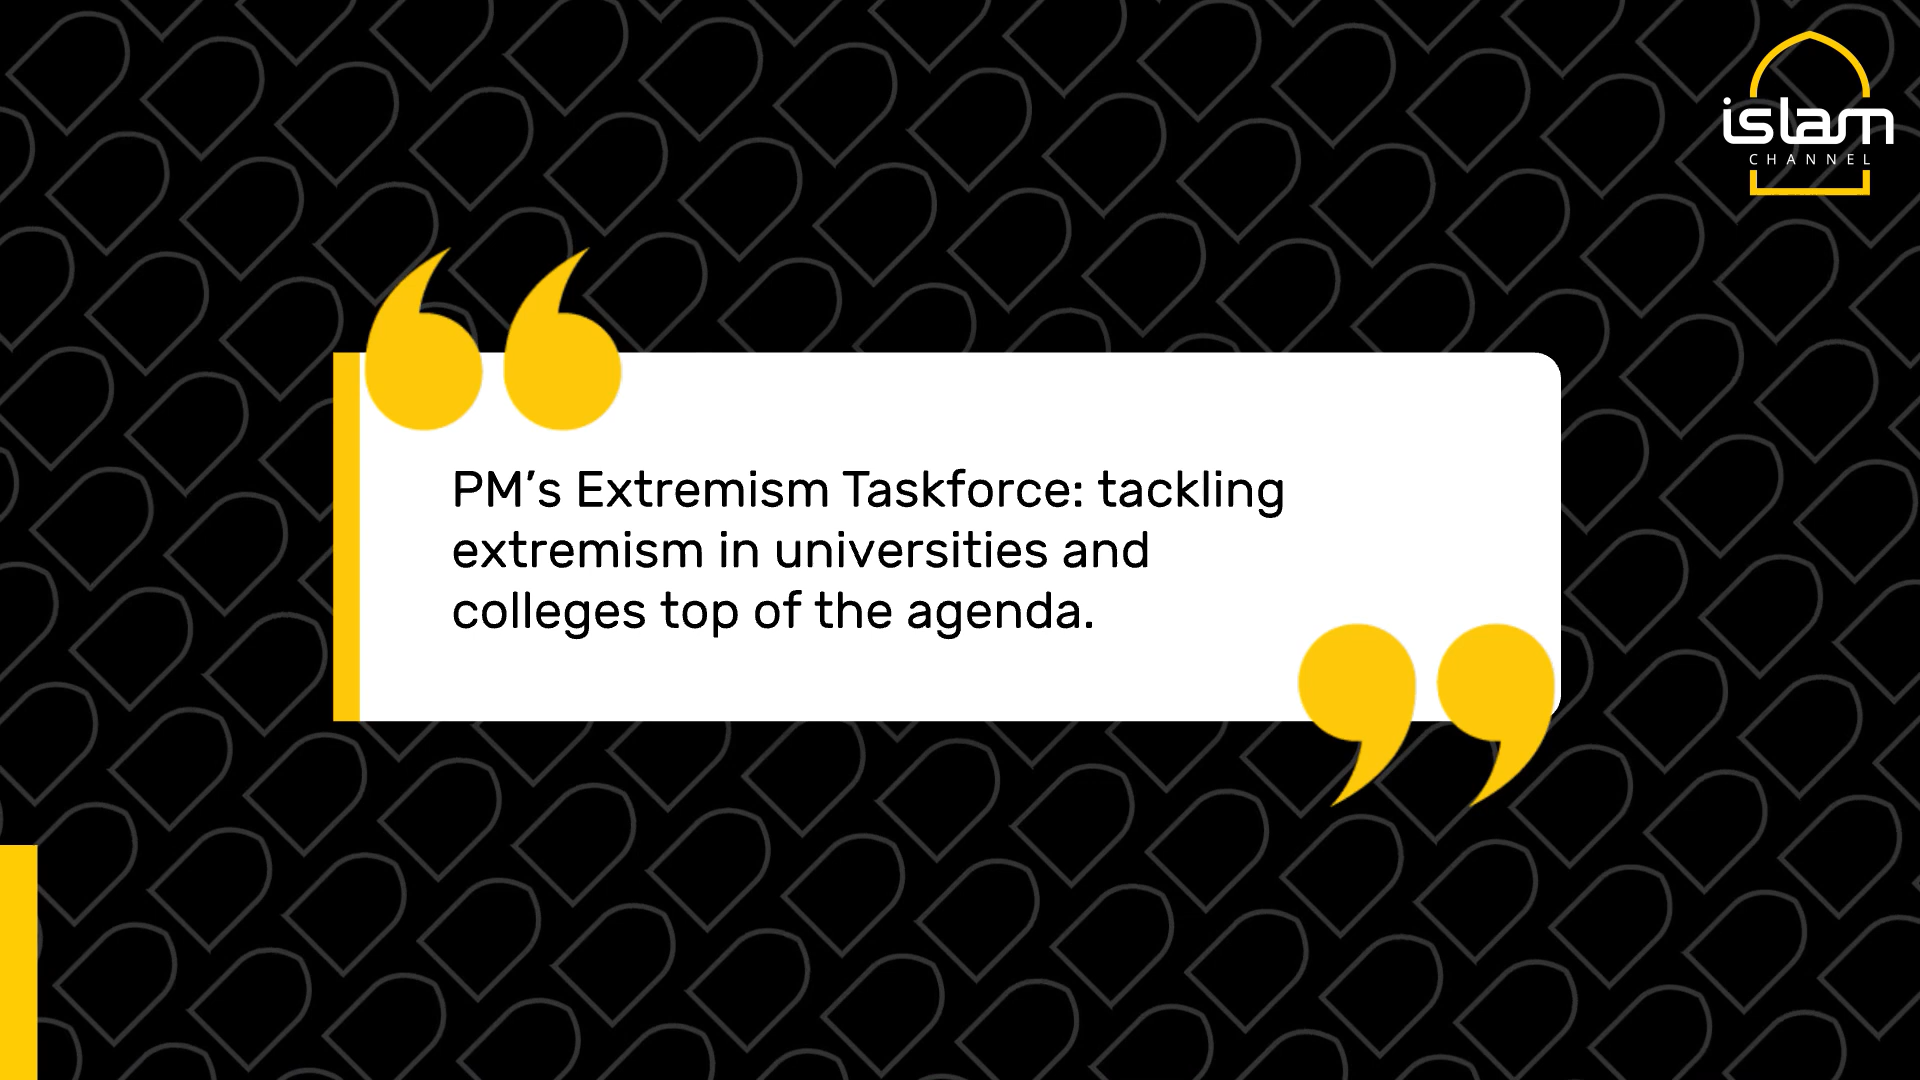 islam
CHANNEL
PM’s Extremism Taskforce: tackling
extremism in universities and
colleges top of the agenda.